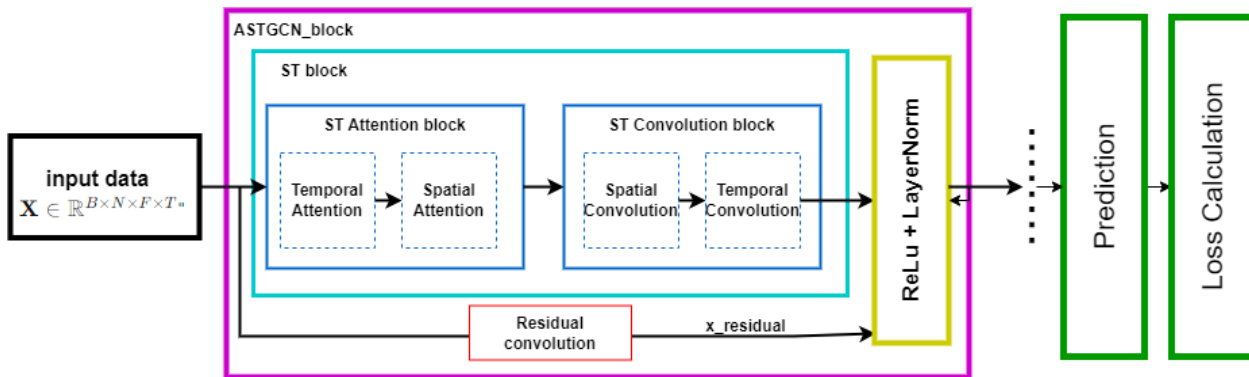 ASTGCN_block
ST block
ST Attention block
Temporal
Attention
Spatial
Attention
ST Convolution block
Spatial
Convolution
Temporal
Convolution
input data
X ∈ ℝ^{B×N×F×T"}
ReLu + LayerNorm
Residual
convolution
x_residual
Prediction
Loss Calculation